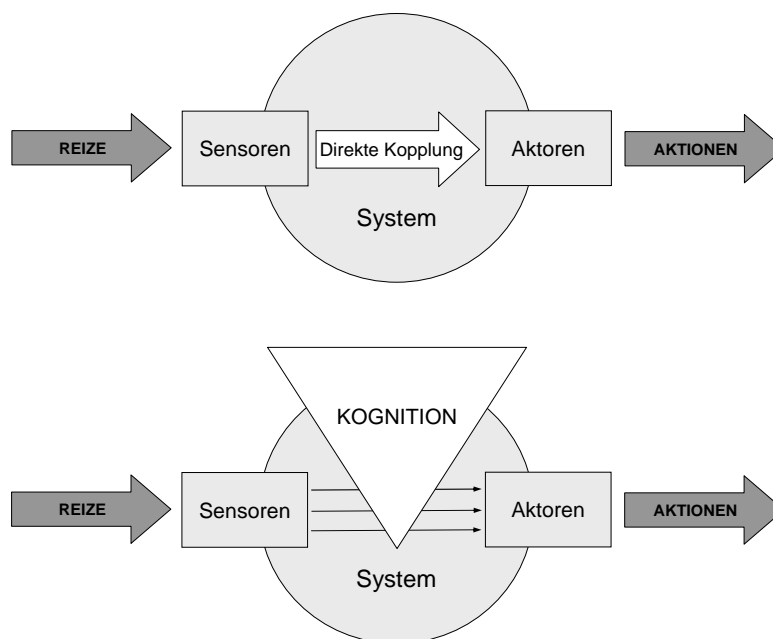 REIZE
Sensoren
Direkte Kopplung
Aktoren
AKTIONEN
System
KOGNITION
REIZE
Sensoren
Aktoren
AKTIONEN
System